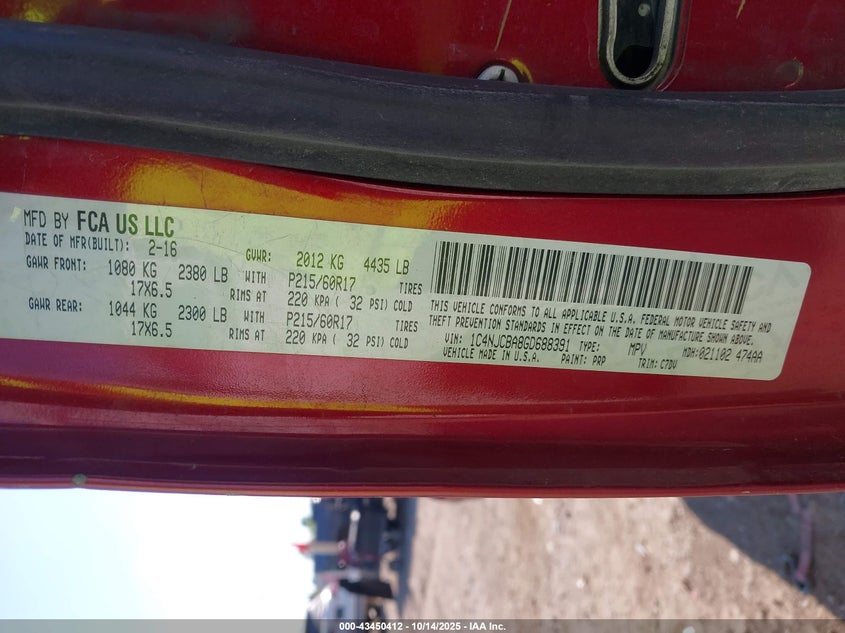 MFD BY FCA US LLC
DATE OF MFR(BUILT): 2-16 GVWR: 2012 KG 4435 LB
GAWR FRONT: 1080 KG 2380 LB WITH P215/60R17 TIRES
17X6.5 RIMS AT 220 KPA ( 32 PSI) COLD
GAWR REAR: 1044 KG 2300 LB WITH P215/60R17 TIRES
17X6.5 RIMS AT 220 KPA ( 32 PSI) COLD
THIS VEHICLE CONFORMS TO ALL APPLICABLE U.S.A. FEDERAL MOTOR VEHICLE SAFETY AND
THEFT PREVENTION STANDARDS IN EFFECT ON THE DATE OF MANUFACTURE SHOWN ABOVE.
VIN: 1C4NJCBA8GD688391 TYPE: MPV MDH:021102 474AA
VEHICLE MADE IN U.S.A. PAINT: PRP TRIM: C7DV
000-43450412 - 10/14/2025 - IAA Inc.